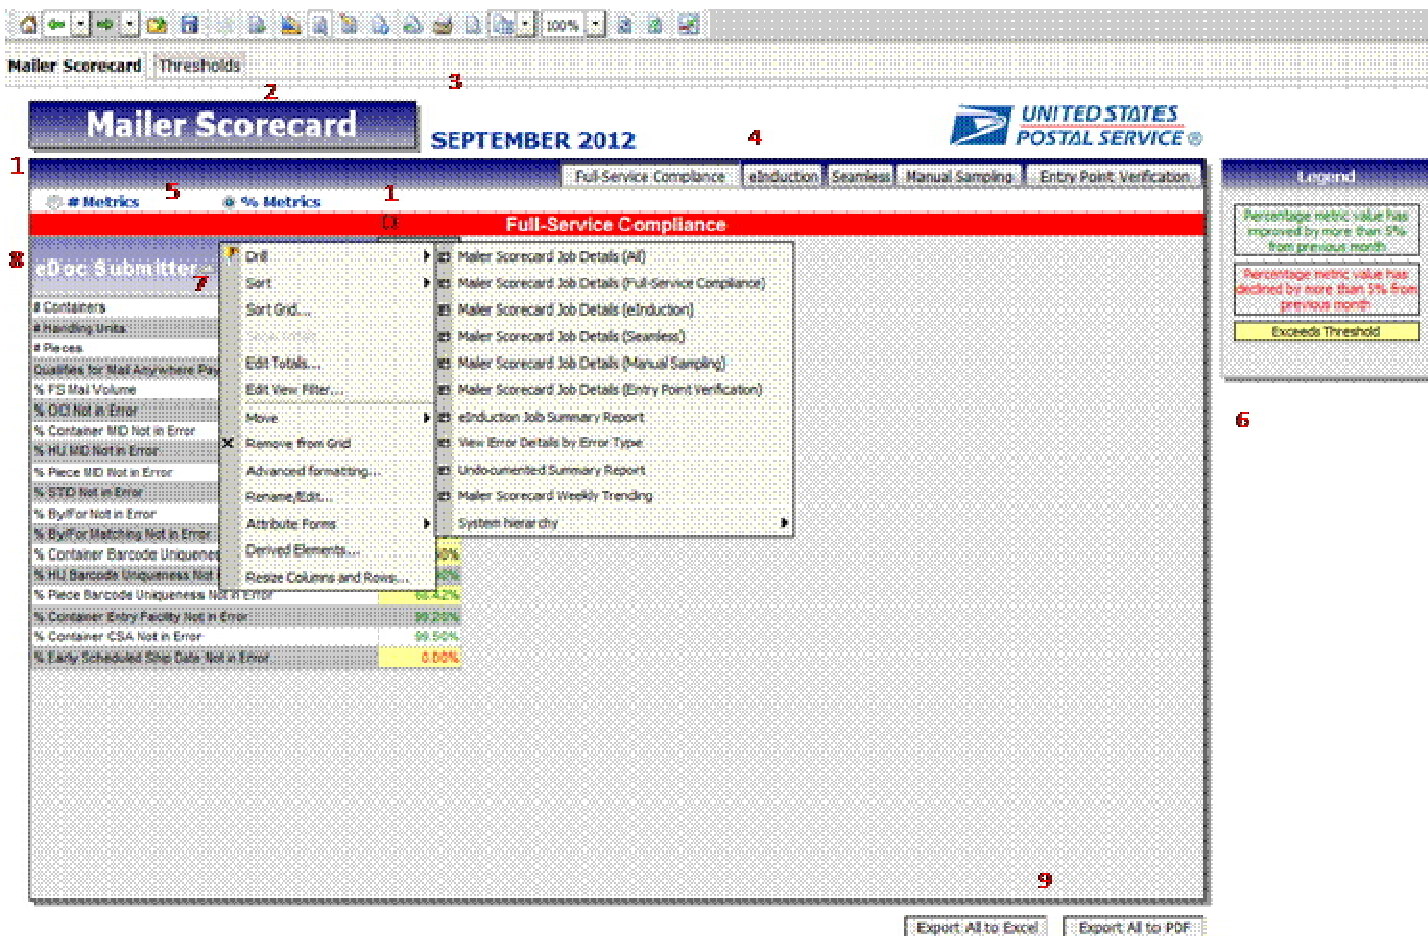 100%
Mailer Scorecard Thresholds
2 3
Mailer Scorecard
SEPTEMBER 2012
UNITED STATES
POSTAL SERVICE ®
4
1
Full-Service Compliance eInduction Seamless Manual Sampling Entry Point Verification
5 1
# Metrics % Metrics
Full-Service Compliance
8
eDoc Submitter
7
# Containers
# Handling Units
# Pieces
Qualifies for Mail Anywhere Pay
% FS Mail Volume
% OCI Not in Error
% Container MID Not in Error
% HU MID Not in Error
% Piece MID Not in Error
% STID Not in Error
% By/For Not in Error
% By/For Matching Not in Error
% Container Barcode Uniquenes
% HU Barcode Uniqueness Not
% Piece Barcode Uniqueness Not in Error
% Container Entry Facility Not in Error 99.20%
% Container CSA Not in Error 99.50%
% Early Scheduled Ship Date Not in Error 0.00%
Drill
Sort
Sort Grid...
Edit Totals...
Edit View Filter...
Move
Remove from Grid
Advanced formatting...
Rename/Edit...
Attribute Forms
Derived Elements...
Resize Columns and Rows...
Mailer Scorecard Job Details (All)
Mailer Scorecard Job Details (Full-Service Compliance)
Mailer Scorecard Job Details (eInduction)
Mailer Scorecard Job Details (Seamless)
Mailer Scorecard Job Details (Manual Sampling)
Mailer Scorecard Job Details (Entry Point Verification)
eInduction Job Summary Report
View Error Details by Error Type
Undocumented Summary Report
Mailer Scorecard Weekly Trending
System hierarchy
Legend
Percentage metric value has
improved by more than 5%
from previous month
Percentage metric value has
declined by more than 5% from
previous month
Exceeds Threshold
6
9
Export All to Excel Export All to PDF